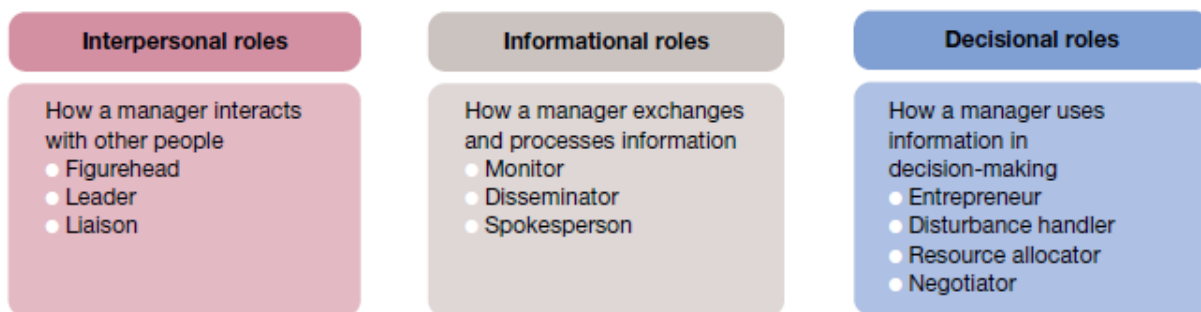 Interpersonal roles
How a manager interacts
with other people
Figurehead
Leader
Liaison
Informational roles
How a manager exchanges
and processes information
Monitor
Disseminator
Spokesperson
Decisional roles
How a manager uses
information in
decision-making
Entrepreneur
Disturbance handler
Resource allocator
Negotiator